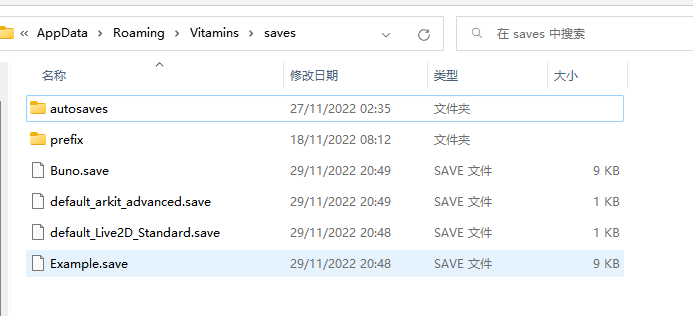 « AppData > Roaming > Vitamins > saves 在 saves 中搜索
名称 修改日期 类型 大小
autosaves 27/11/2022 02:35 文件夹
prefix 18/11/2022 08:12 文件夹
Buno.save 29/11/2022 20:49 SAVE 文件 9 KB
default_arkit_advanced.save 29/11/2022 20:49 SAVE 文件 1 KB
default_Live2D_Standard.save 29/11/2022 20:48 SAVE 文件 1 KB
Example.save 29/11/2022 20:48 SAVE 文件 9 KB